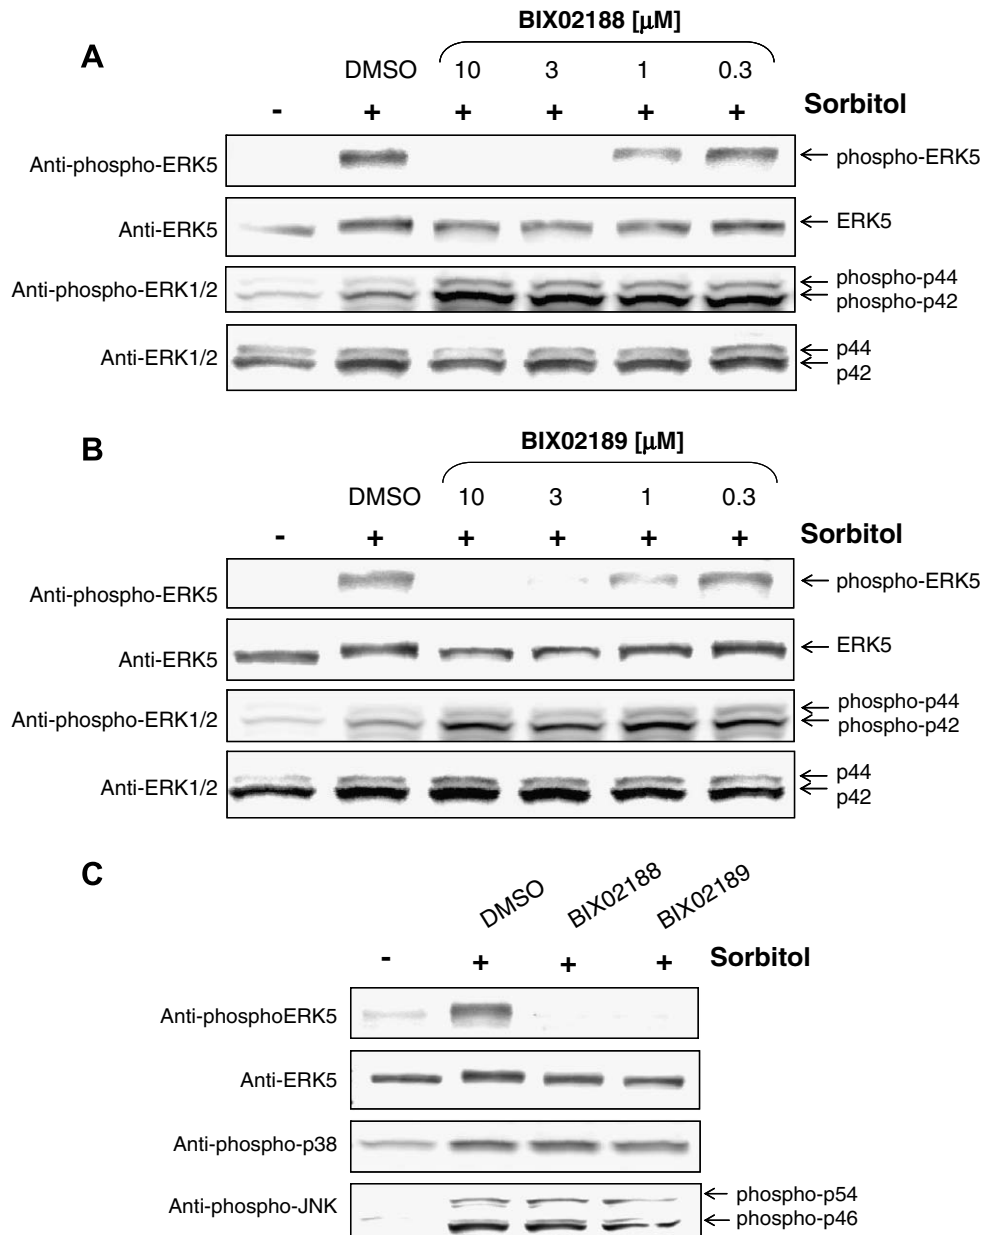 A
BIX02188 [µM]
DMSO 10 3 1 0.3
- + + + + + Sorbitol
Anti-phospho-ERK5 ← phospho-ERK5
Anti-ERK5 ← ERK5
Anti-phospho-ERK1/2 ← phospho-p44
← phospho-p42
Anti-ERK1/2 ← p44
← p42
B
BIX02189 [µM]
DMSO 10 3 1 0.3
- + + + + + Sorbitol
Anti-phospho-ERK5 ← phospho-ERK5
Anti-ERK5 ← ERK5
Anti-phospho-ERK1/2 ← phospho-p44
← phospho-p42
Anti-ERK1/2 ← p44
← p42
C
DMSO BIX02188 BIX02189
- + + + Sorbitol
Anti-phosphoERK5
Anti-ERK5
Anti-phospho-p38
Anti-phospho-JNK ← phospho-p54
← phospho-p46